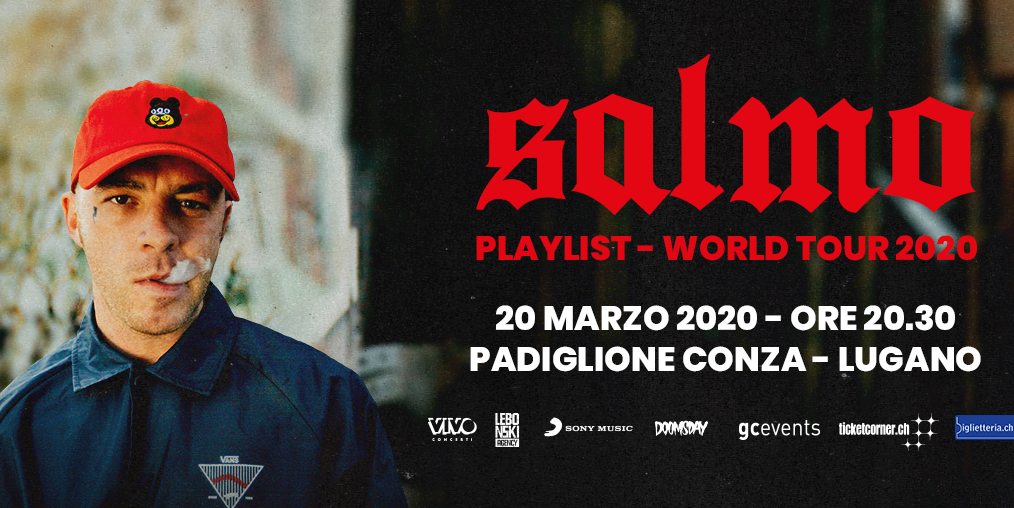 salmo
PLAYLIST - WORLD TOUR 2020
20 MARZO 2020 - ORE 20.30
PADIGLIONE CONZA - LUGANO
VIVO CONCERTI
LEBONSKI AGENCY
SONY MUSIC
DOOMSDAY
gcevents
ticketcorner.ch
biglietteria.ch
VANS